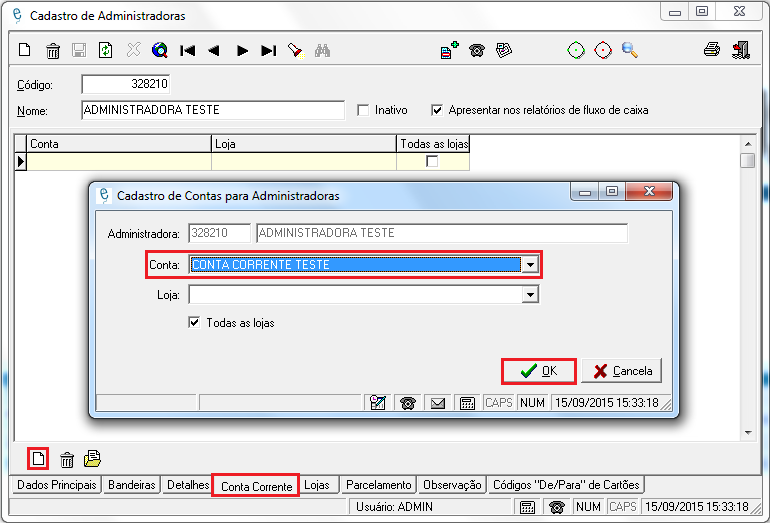 Cadastro de Administradoras
Código: 328210
Nome: ADMINISTRADORA TESTE Inativo Apresentar nos relatórios de fluxo de caixa
Conta Loja Todas as lojas
Cadastro de Contas para Administradoras
Administradora: 328210 ADMINISTRADORA TESTE
Conta: CONTA CORRENTE TESTE
Loja:
Todas as lojas
OK Cancela
CAPS NUM 15/09/2015 15:33:18
Dados Principais Bandeiras Detalhes Conta Corrente Lojas Parcelamento Observação Códigos "De/Para" de Cartões
Usuário: ADMIN NUM CAPS 15/09/2015 15:33:18